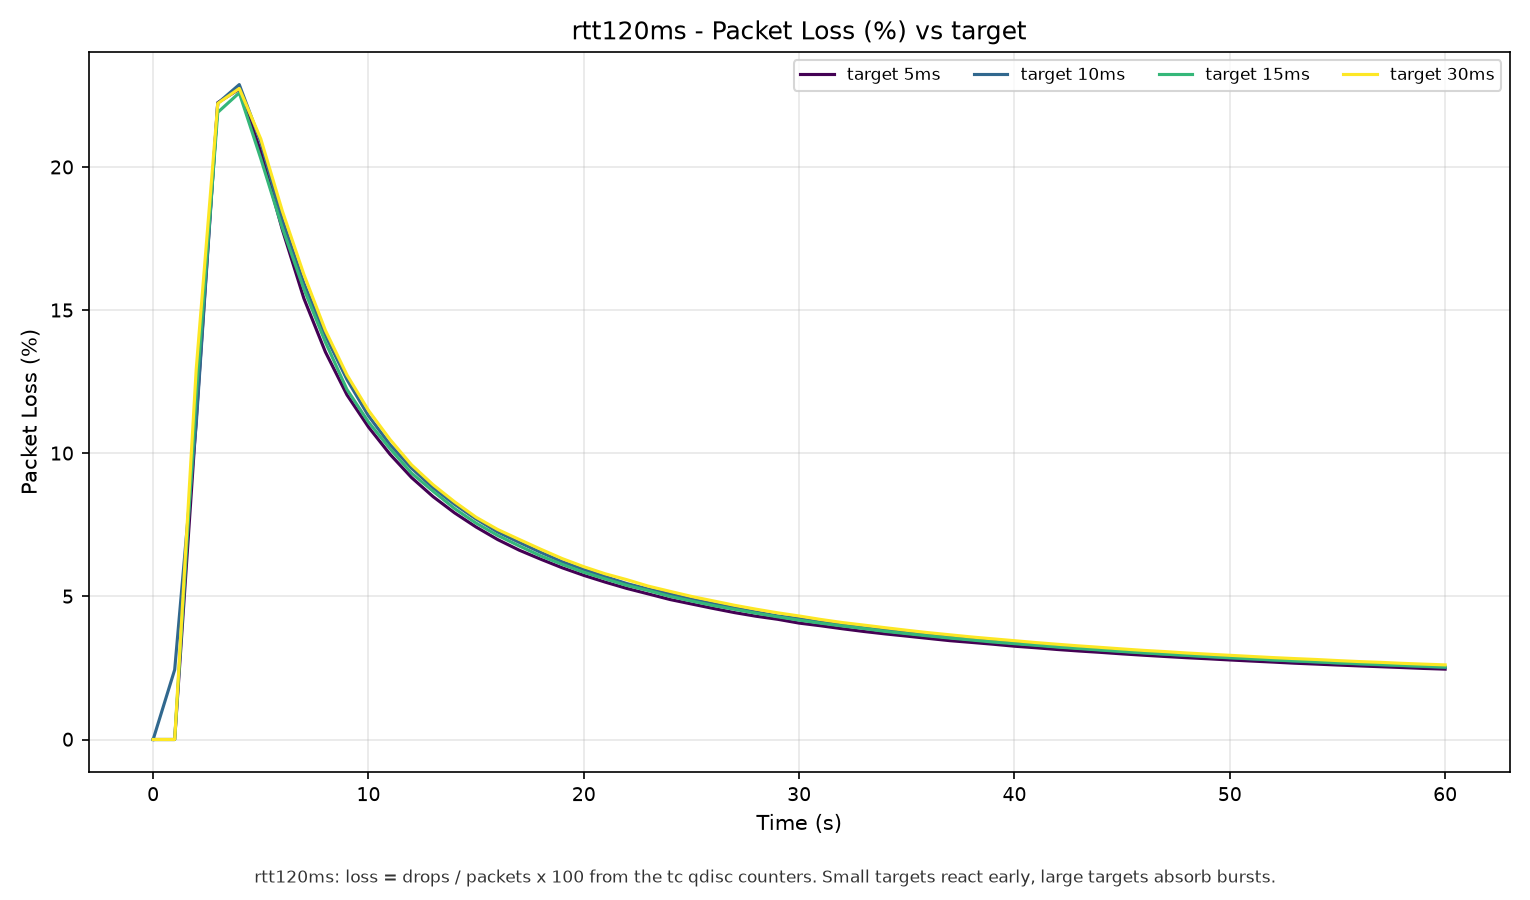 rtt120ms - Packet Loss (%) vs target
target 5ms
target 10ms
target 15ms
target 30ms
Packet Loss (%)
20
15
10
5
0
0 10 20 30 40 50 60
Time (s)
rtt120ms: loss = drops / packets x 100 from the tc qdisc counters. Small targets react early, large targets absorb bursts.